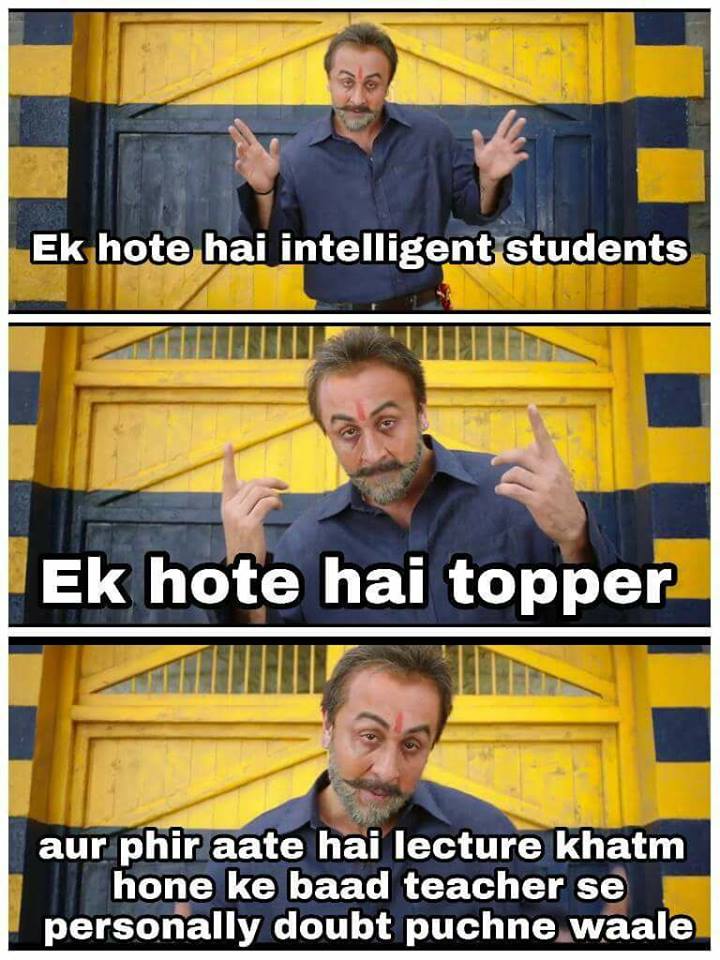 Ek hote hai intelligent students
Ek hote hai topper
aur phir aate hai lecture khatm
hone ke baad teacher se
personally doubt puchne waale